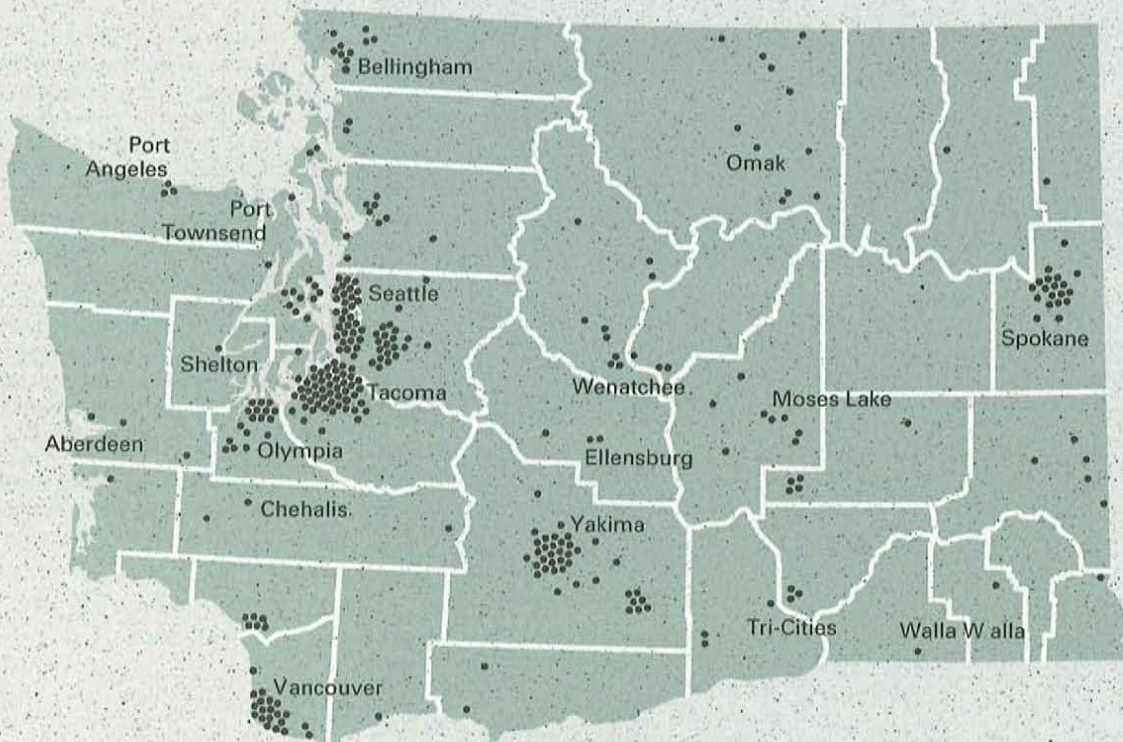 Bellingham
Port
Angeles
Omak
Port
Townsend
Seattle
Spokane
Shelton
Wenatchee
Tacoma
Moses Lake
Aberdeen
Olympia
Ellensburg
Chehalis
Yakima
Tri-Cities
Walla W alla
Vancouver